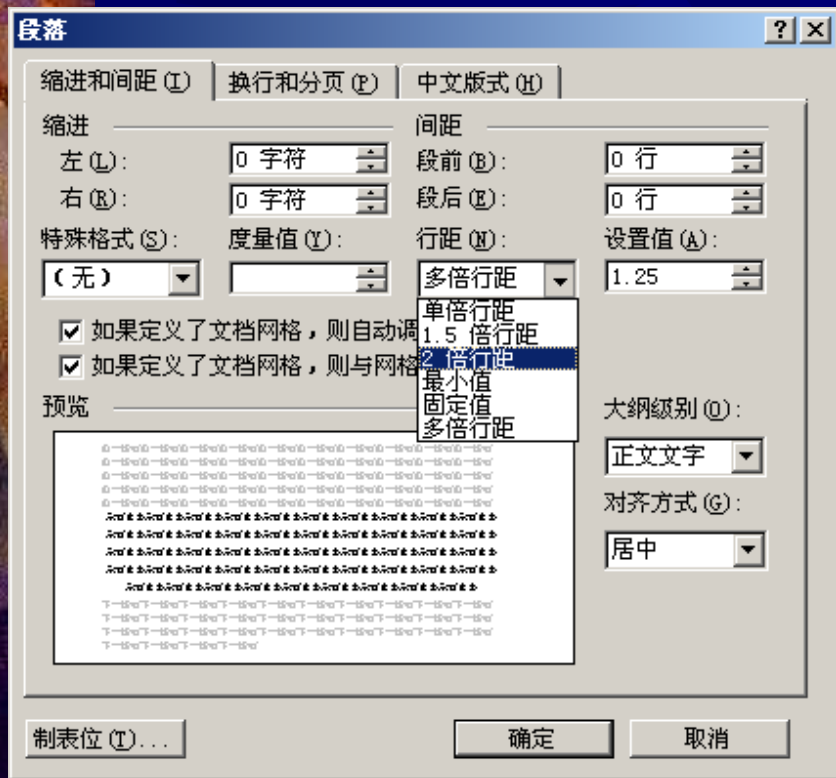 段落
缩进和间距(I) 换行和分页(P) 中文版式(H)
缩进 间距
左(L): 0 字符 段前(B): 0 行
右(R): 0 字符 段后(E): 0 行
特殊格式(S): 度量值(Y): 行距(N): 设置值(A):
(无) 多倍行距 1.25
单倍行距
1.5 倍行距
2 倍行距
最小值
固定值
多倍行距
如果定义了文档网格，则自动调
如果定义了文档网格，则与网格
预览 大纲级别(O):
正文文字
对齐方式(G):
居中
制表位(T)... 确定 取消